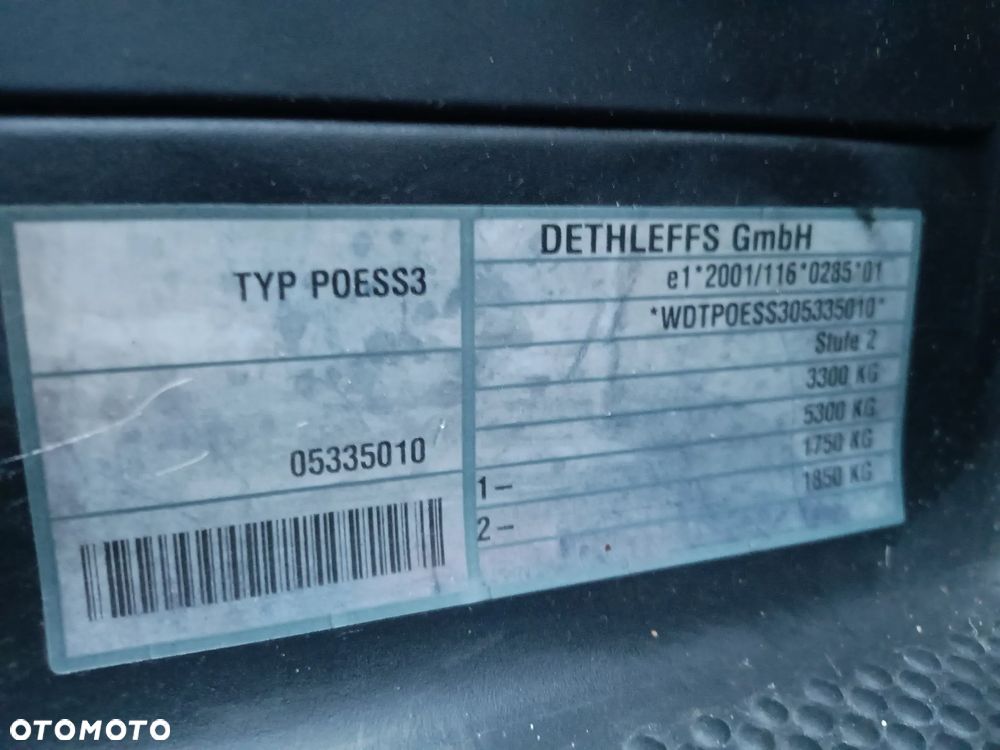 TYP POESS3
05335010
DETHLEFFS GmbH
e1*2001/116*0285*01
*WDTPOESS305335010*
Stufe 2
3300 KG
5300 KG
1- 1750 KG
2- 1850 KG
OTOMOTO